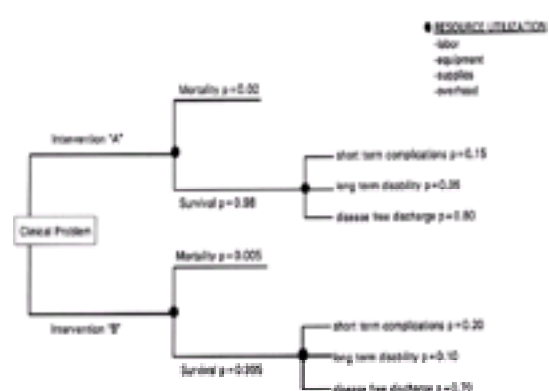 RESOURCE UTILIZATION
-labor
-equipment
-supplies
-overhead
Mortality p=0.02
Intervention "A"
short term complications p=0.15
long term disability p=0.05
Survival p=0.98
disease free discharge p=0.80
Clinical Problem
Mortality p=0.005
Intervention "B"
short term complications p=0.20
long term disability p=0.10
Survival p=0.995
disease free discharge p=0.70